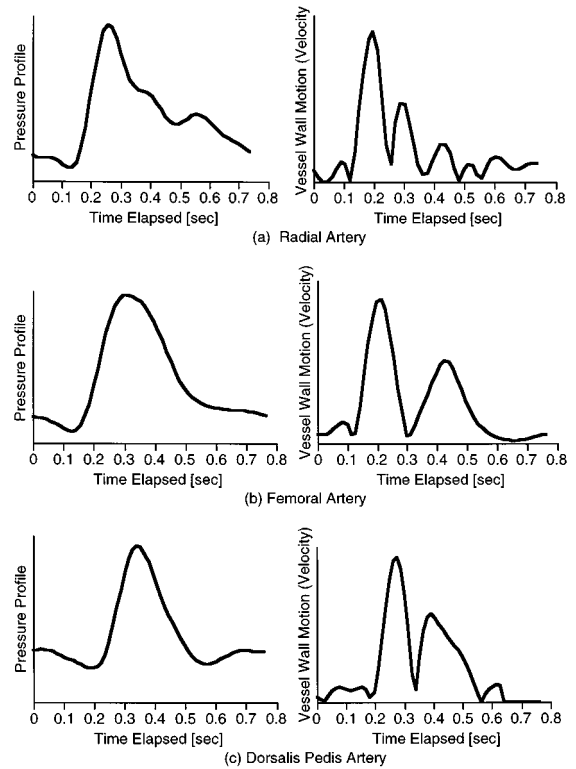 Pressure Profile
0 0.1 0.2 0.3 0.4 0.5 0.6 0.7 0.8
Time Elapsed [sec]
Vessel Wall Motion (Velocity)
0 0.1 0.2 0.3 0.4 0.5 0.6 0.7 0.8
Time Elapsed [sec]
(a) Radial Artery
Pressure Profile
0 0.1 0.2 0.3 0.4 0.5 0.6 0.7 0.8
Time Elapsed [sec]
Vessel Wall Motion (Velocity)
0 0.1 0.2 0.3 0.4 0.5 0.6 0.7 0.8
Time Elapsed [sec]
(b) Femoral Artery
Pressure Profile
0 0.1 0.2 0.3 0.4 0.5 0.6 0.7 0.8
Time Elapsed [sec]
Vessel Wall Motion (Velocity)
0 0.1 0.2 0.3 0.4 0.5 0.6 0.7 0.8
Time Elapsed [sec]
(c) Dorsalis Pedis Artery